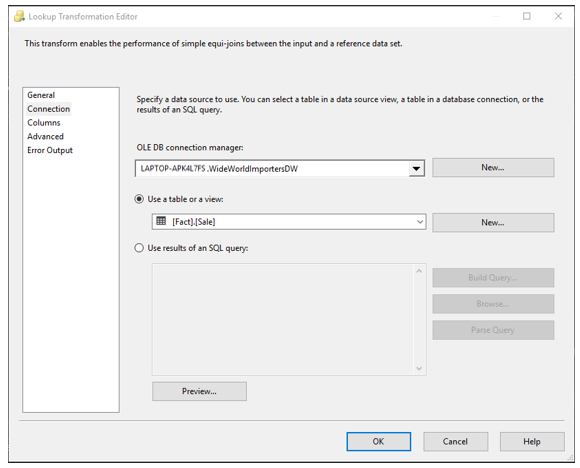 Lookup Transformation Editor
This transform enables the performance of simple equi-joins between the input and a reference data set.
General
Connection
Columns
Advanced
Error Output
Specify a data source to use. You can select a table in a data source view, a table in a database connection, or the
results of an SQL query.
OLE DB connection manager:
LAPTOP-APK4L7FS.WideWorldImportersDW
New...
Use a table or a view:
[Fact].[Sale]
New...
Use results of an SQL query:
Build Query...
Browse...
Parse Query
Preview...
OK
Cancel
Help